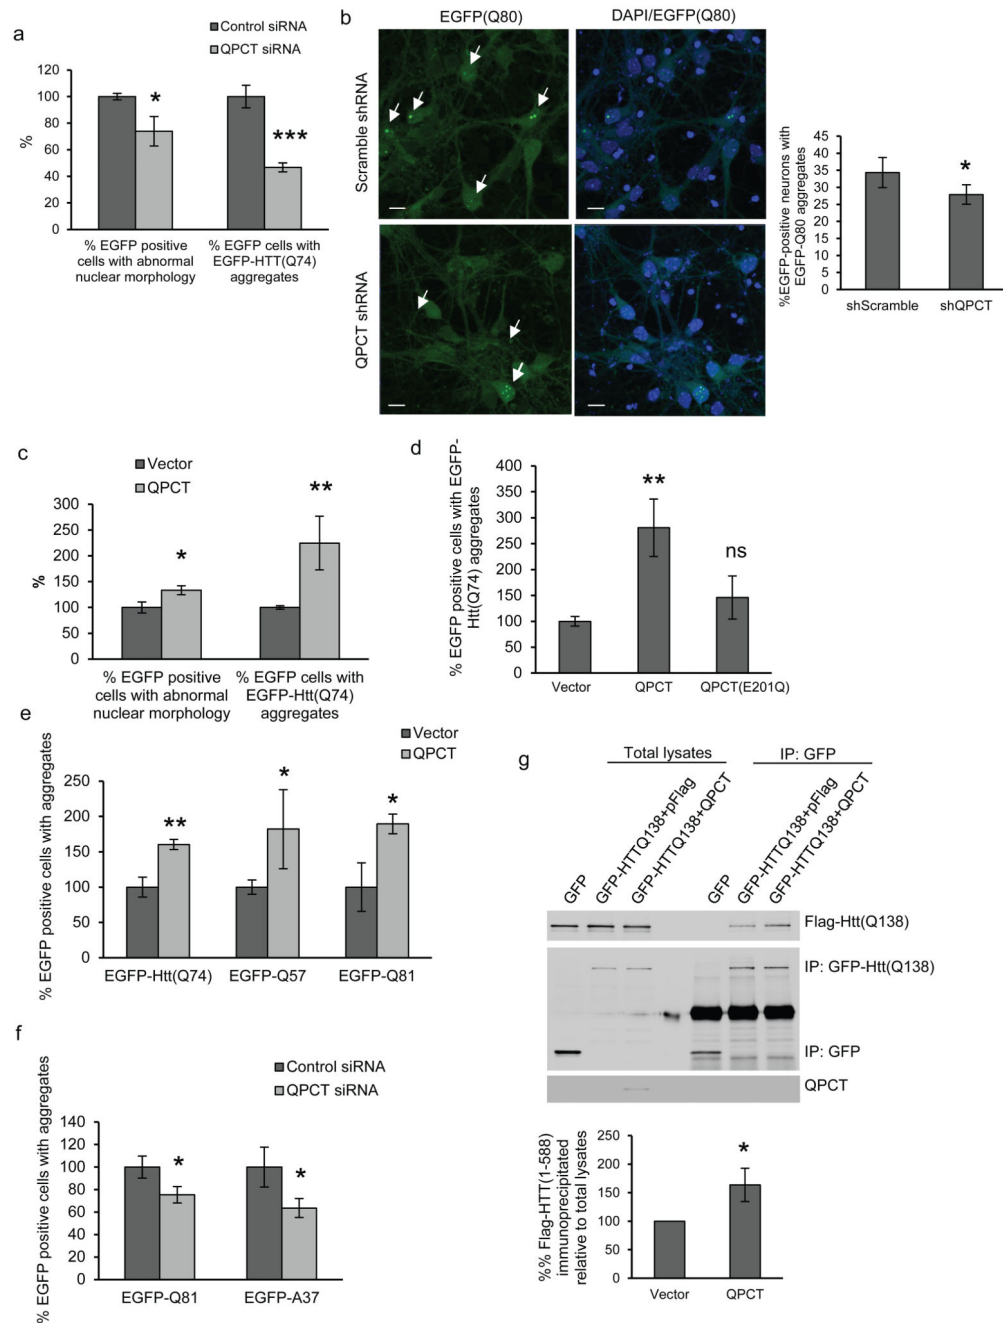 a
Control siRNA
QPCT siRNA
120
100
80
60
40
20
0
%
*
***
% EGFP positive
cells with abnormal
nuclear morphology
% EGFP cells with
EGFP-HTT(Q74)
aggregates
b
EGFP(Q80)
DAPI/EGFP(Q80)
Scramble shRNA
QPCT shRNA
%EGFP-positive neurons with
EGFP-Q80 aggregates
45
40
35
30
25
20
15
10
5
0
*
shScramble
shQPCT
c
Vector
QPCT
300
250
200
150
100
50
0
%
*
**
% EGFP positive
cells with abnormal
nuclear morphology
% EGFP cells with
EGFP-Htt(Q74)
aggregates
d
% EGFP positive cells with EGFP-
Htt(Q74) aggregates
400
350
300
250
200
150
100
50
0
**
ns
Vector
QPCT
QPCT(E201Q)
e
Vector
QPCT
% EGFP positive cells with aggregates
250
200
150
100
50
0
**
*
*
EGFP-Htt(Q74)
EGFP-Q57
EGFP-Q81
f
Control siRNA
QPCT siRNA
% EGFP positive cells with aggregates
140
120
100
80
60
40
20
0
*
*
EGFP-Q81
EGFP-A37
g
Total lysates
IP: GFP
GFP
GFP-HTTQ138+pFlag
GFP-HTTQ138+QPCT
GFP
GFP-HTTQ138+pFlag
GFP-HTTQ138+QPCT
Flag-Htt(Q138)
IP: GFP-Htt(Q138)
IP: GFP
QPCT
%% Flag-HTT(1-588)
immunoprecipitated
relative to total lysates
250
200
150
100
50
0
*
Vector
QPCT